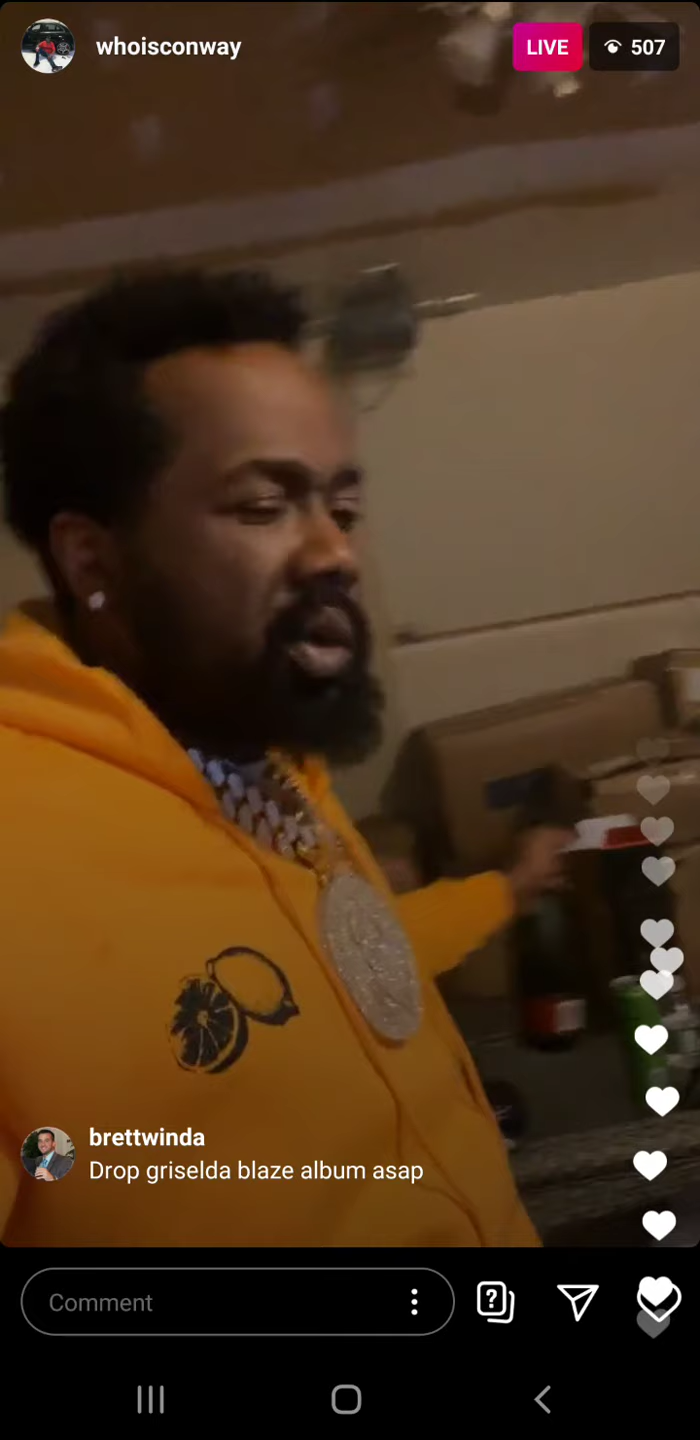 whoisconway
LIVE
507
brettwinda
Drop griselda blaze album asap
Comment
?